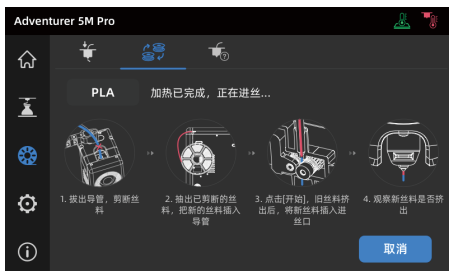 Adventurer 5M Pro
PLA
加热已完成，正在进丝...
1. 拔出导管，剪断丝
料
2. 抽出已剪断的丝
料，把新的丝料插入
导管
3. 点击[开始]，旧丝料挤
出后，将新丝料插入进
丝口
4. 观察新丝料是否挤
出
取消